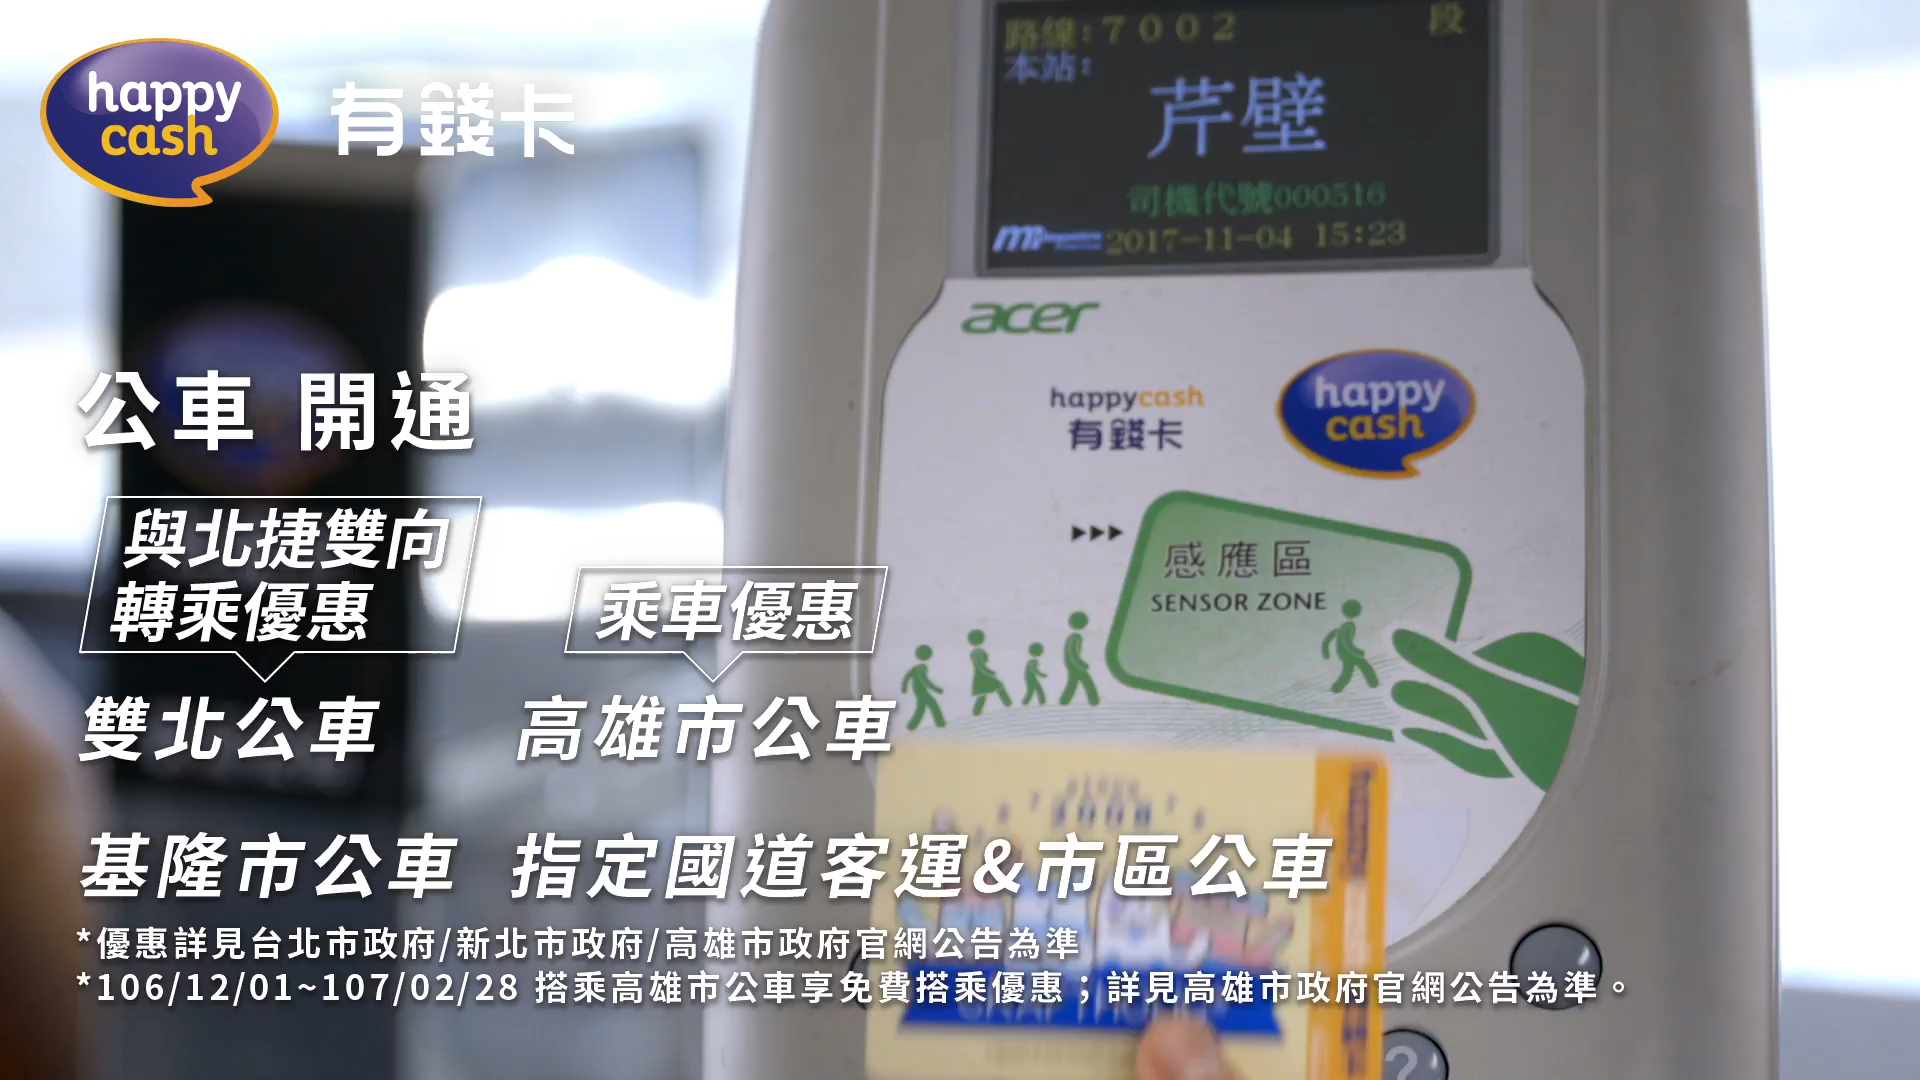 happy
cash
有錢卡
路線:7002 段
本站:
芹壁
司機代號000516
2017-11-04 15:23
acer
happycash
有錢卡
happy
cash
感應區
SENSOR ZONE
公車 開通
與北捷雙向
轉乘優惠
乘車優惠
雙北公車
高雄市公車
基隆市公車
指定國道客運&市區公車
*優惠詳見台北市政府/新北市政府/高雄市政府官網公告為準
*106/12/01~107/02/28 搭乘高雄市公車享免費搭乘優惠；詳見高雄市政府官網公告為準。
?